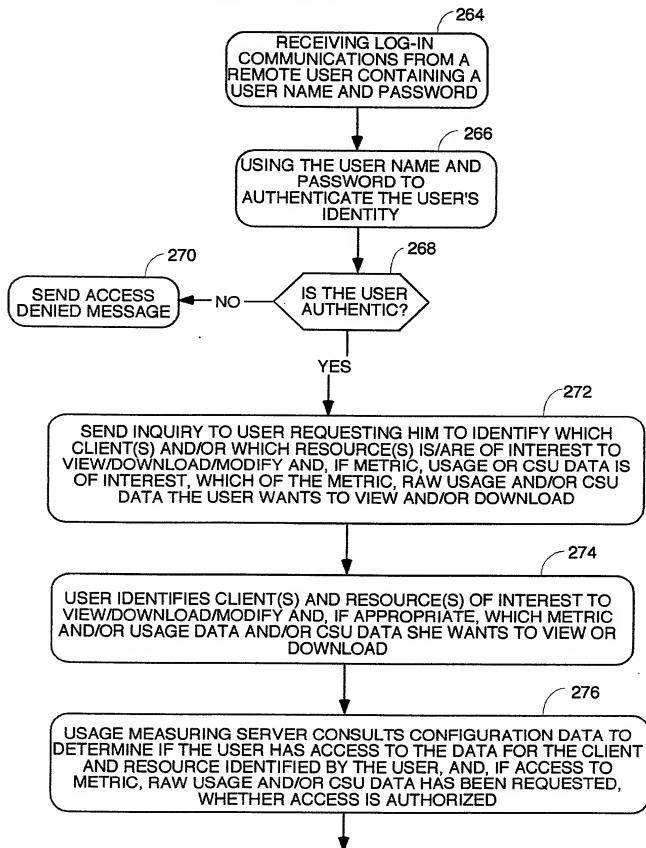 264
RECEIVING LOG-IN
COMMUNICATIONS FROM A
REMOTE USER CONTAINING A
USER NAME AND PASSWORD
266
USING THE USER NAME AND
PASSWORD TO
AUTHENTICATE THE USER'S
IDENTITY
268
IS THE USER
AUTHENTIC?
NO
270
SEND ACCESS
DENIED MESSAGE
YES
272
SEND INQUIRY TO USER REQUESTING HIM TO IDENTIFY WHICH
CLIENT(S) AND/OR WHICH RESOURCE(S) IS/ARE OF INTEREST TO
VIEW/DOWNLOAD/MODIFY AND, IF METRIC, USAGE OR CSU DATA IS
OF INTEREST, WHICH OF THE METRIC, RAW USAGE AND/OR CSU
DATA THE USER WANTS TO VIEW AND/OR DOWNLOAD
274
USER IDENTIFIES CLIENT(S) AND RESOURCE(S) OF INTEREST TO
VIEW/DOWNLOAD/MODIFY AND, IF APPROPRIATE, WHICH METRIC
AND/OR USAGE DATA AND/OR CSU DATA SHE WANTS TO VIEW OR
DOWNLOAD
276
USAGE MEASURING SERVER CONSULTS CONFIGURATION DATA TO
DETERMINE IF THE USER HAS ACCESS TO THE DATA FOR THE CLIENT
AND RESOURCE IDENTIFIED BY THE USER, AND, IF ACCESS TO
METRIC, RAW USAGE AND/OR CSU DATA HAS BEEN REQUESTED,
WHETHER ACCESS IS AUTHORIZED